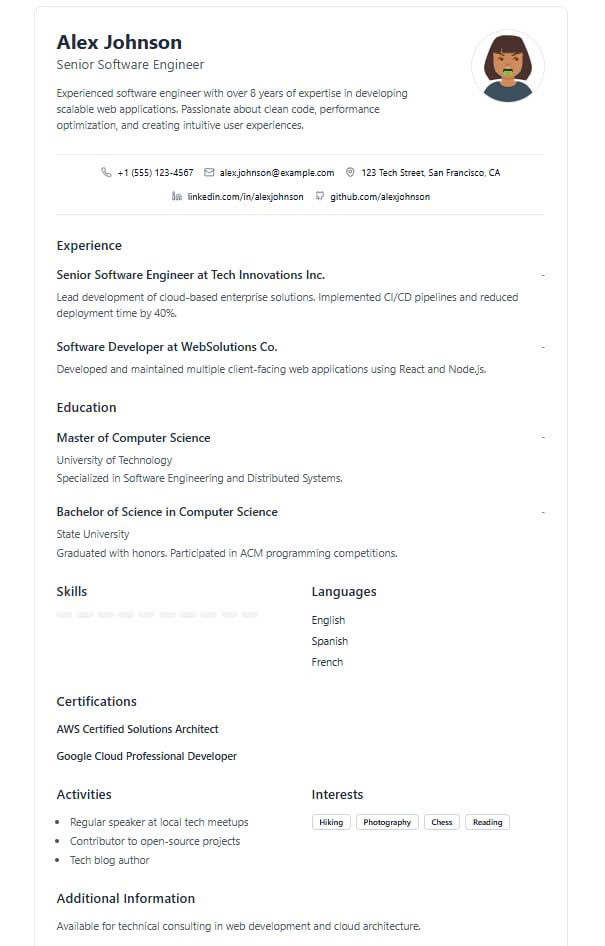 Alex Johnson
Senior Software Engineer
Experienced software engineer with over 8 years of expertise in developing
scalable web applications. Passionate about clean code, performance
optimization, and creating intuitive user experiences.
+1 (555) 123-4567 alex.johnson@example.com 123 Tech Street, San Francisco, CA
linkedin.com/in/alexjohnson github.com/alexjohnson
Experience
Senior Software Engineer at Tech Innovations Inc. -
Lead development of cloud-based enterprise solutions. Implemented CI/CD pipelines and reduced
deployment time by 40%.
Software Developer at WebSolutions Co. -
Developed and maintained multiple client-facing web applications using React and Node.js.
Education
Master of Computer Science -
University of Technology
Specialized in Software Engineering and Distributed Systems.
Bachelor of Science in Computer Science -
State University
Graduated with honors. Participated in ACM programming competitions.
Skills
Languages
English
Spanish
French
Certifications
AWS Certified Solutions Architect
Google Cloud Professional Developer
Activities
• Regular speaker at local tech meetups
• Contributor to open-source projects
• Tech blog author
Interests
Hiking Photography Chess Reading
Additional Information
Available for technical consulting in web development and cloud architecture.